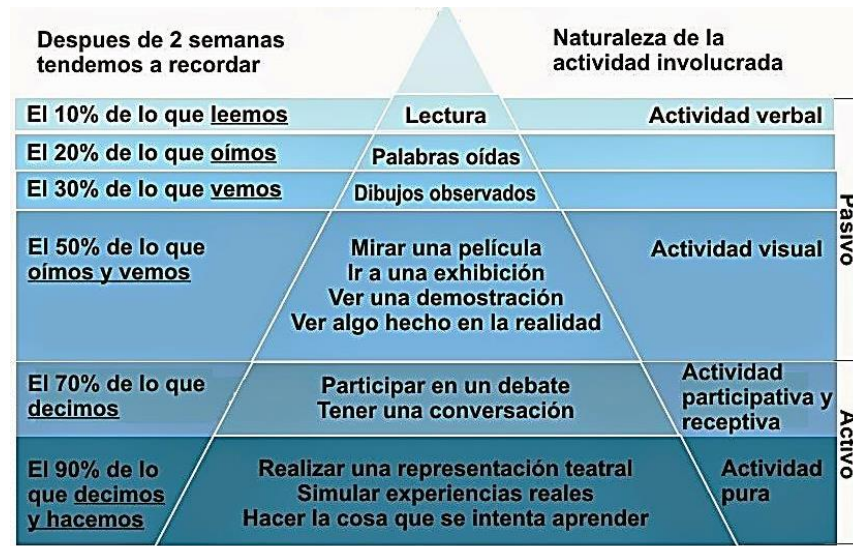 Despues de 2 semanas
tendemos a recordar
Naturaleza de la
actividad involucrada
El 10% de lo que leemos
Lectura
Actividad verbal
El 20% de lo que oímos
Palabras oídas
El 30% de lo que vemos
Dibujos observados
El 50% de lo que
oímos y vemos
Mirar una película
Ir a una exhibición
Ver una demostración
Ver algo hecho en la realidad
Actividad visual
Pasivo
El 70% de lo que
decimos
Participar en un debate
Tener una conversación
Actividad
participativa y
receptiva
El 90% de lo
que decimos
y hacemos
Realizar una representación teatral
Simular experiencias reales
Hacer la cosa que se intenta aprender
Actividad
pura
Activo